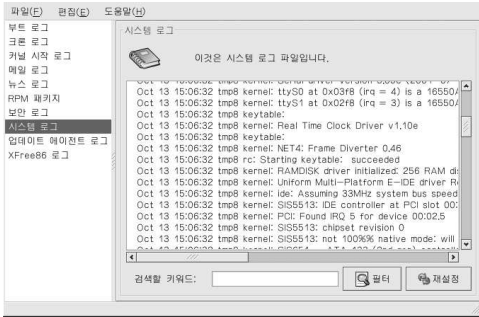 파일(F) 편집(E) 도움말(H)
부트 로그
크론 로그
커널 시작 로그
메일 로그
뉴스 로그
RPM 패키지
보안 로그
시스템 로그
업데이트 에이전트 로그
XFree86 로그
시스템 로그
이것은 시스템 로그 파일입니다.
Oct 13 15:06:32 tmp8 kernel: Serial driver version
Oct 13 15:06:32 tmp8 kernel: ttyS0 at 0x03f8 (irq = 4) is a 16550A
Oct 13 15:06:32 tmp8 kernel: ttyS1 at 0x02f8 (irq = 3) is a 16550A
Oct 13 15:06:32 tmp8 keytable:
Oct 13 15:06:32 tmp8 kernel: Real Time Clock Driver v1.10e
Oct 13 15:06:32 tmp8 keytable:
Oct 13 15:06:32 tmp8 kernel: NET4: Frame Diverter 0.46
Oct 13 15:06:32 tmp8 rc: Starting keytable: succeeded
Oct 13 15:06:32 tmp8 kernel: RAMDISK driver initialized: 256 RAM di
Oct 13 15:06:32 tmp8 kernel: Uniform Multi-Platform E-IDE driver Re
Oct 13 15:06:32 tmp8 kernel: ide: Assuming 33MHz system bus speed
Oct 13 15:06:32 tmp8 kernel: SIS5513: IDE controller at PCI slot 00:
Oct 13 15:06:32 tmp8 kernel: PCI: Found IRQ 5 for device 00:02.5
Oct 13 15:06:32 tmp8 kernel: SIS5513: chipset revision 0
Oct 13 15:06:32 tmp8 kernel: SIS5513: not 100%% native mode: will
검색할 키워드:
필터
재설정